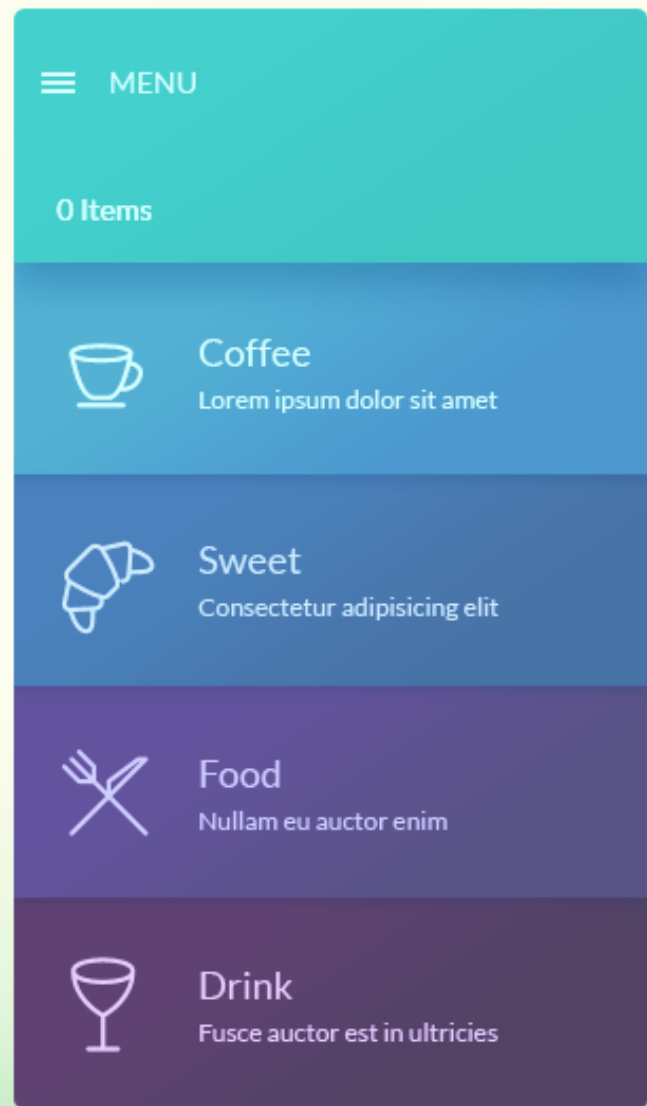 MENU
0 Items
Coffee
Lorem ipsum dolor sit amet
Sweet
Consectetur adipisicing elit
Food
Nullam eu auctor enim
Drink
Fusce auctor est in ultricies